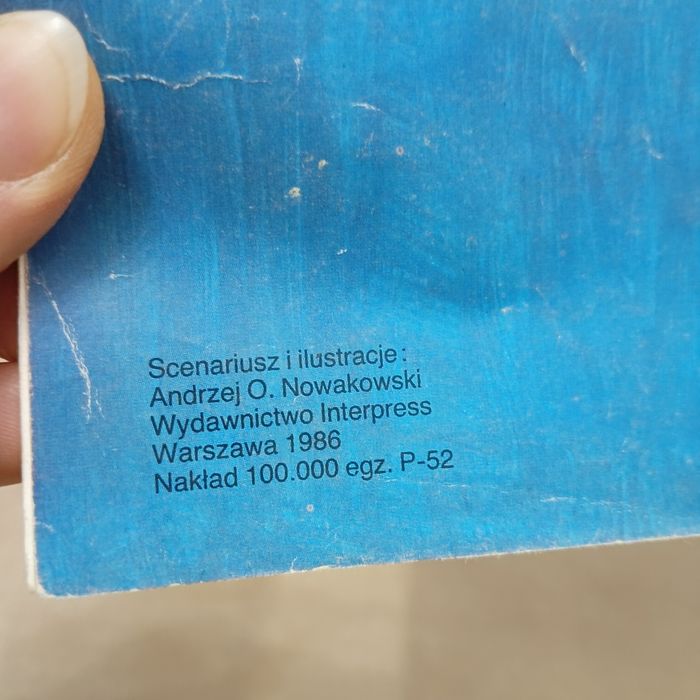 Scenariusz i ilustracje:
Andrzej O. Nowakowski
Wydawnictwo Interpress
Warszawa 1986
Nakład 100.000 egz. P-52